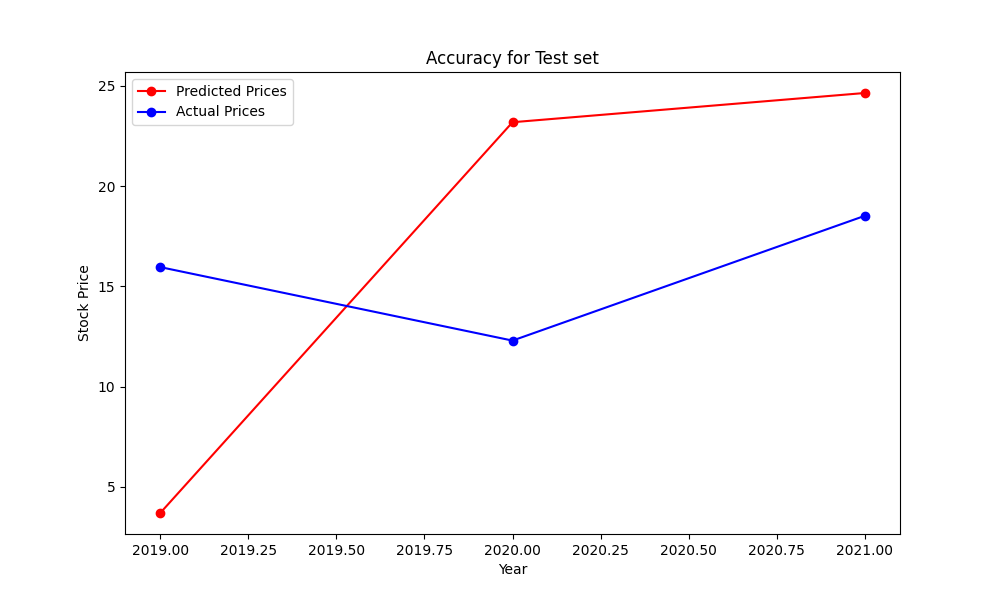 Accuracy for Test set
Predicted Prices
Actual Prices
25
20
15
10
5
Stock Price
2019.00 2019.25 2019.50 2019.75 2020.00 2020.25 2020.50 2020.75 2021.00
Year